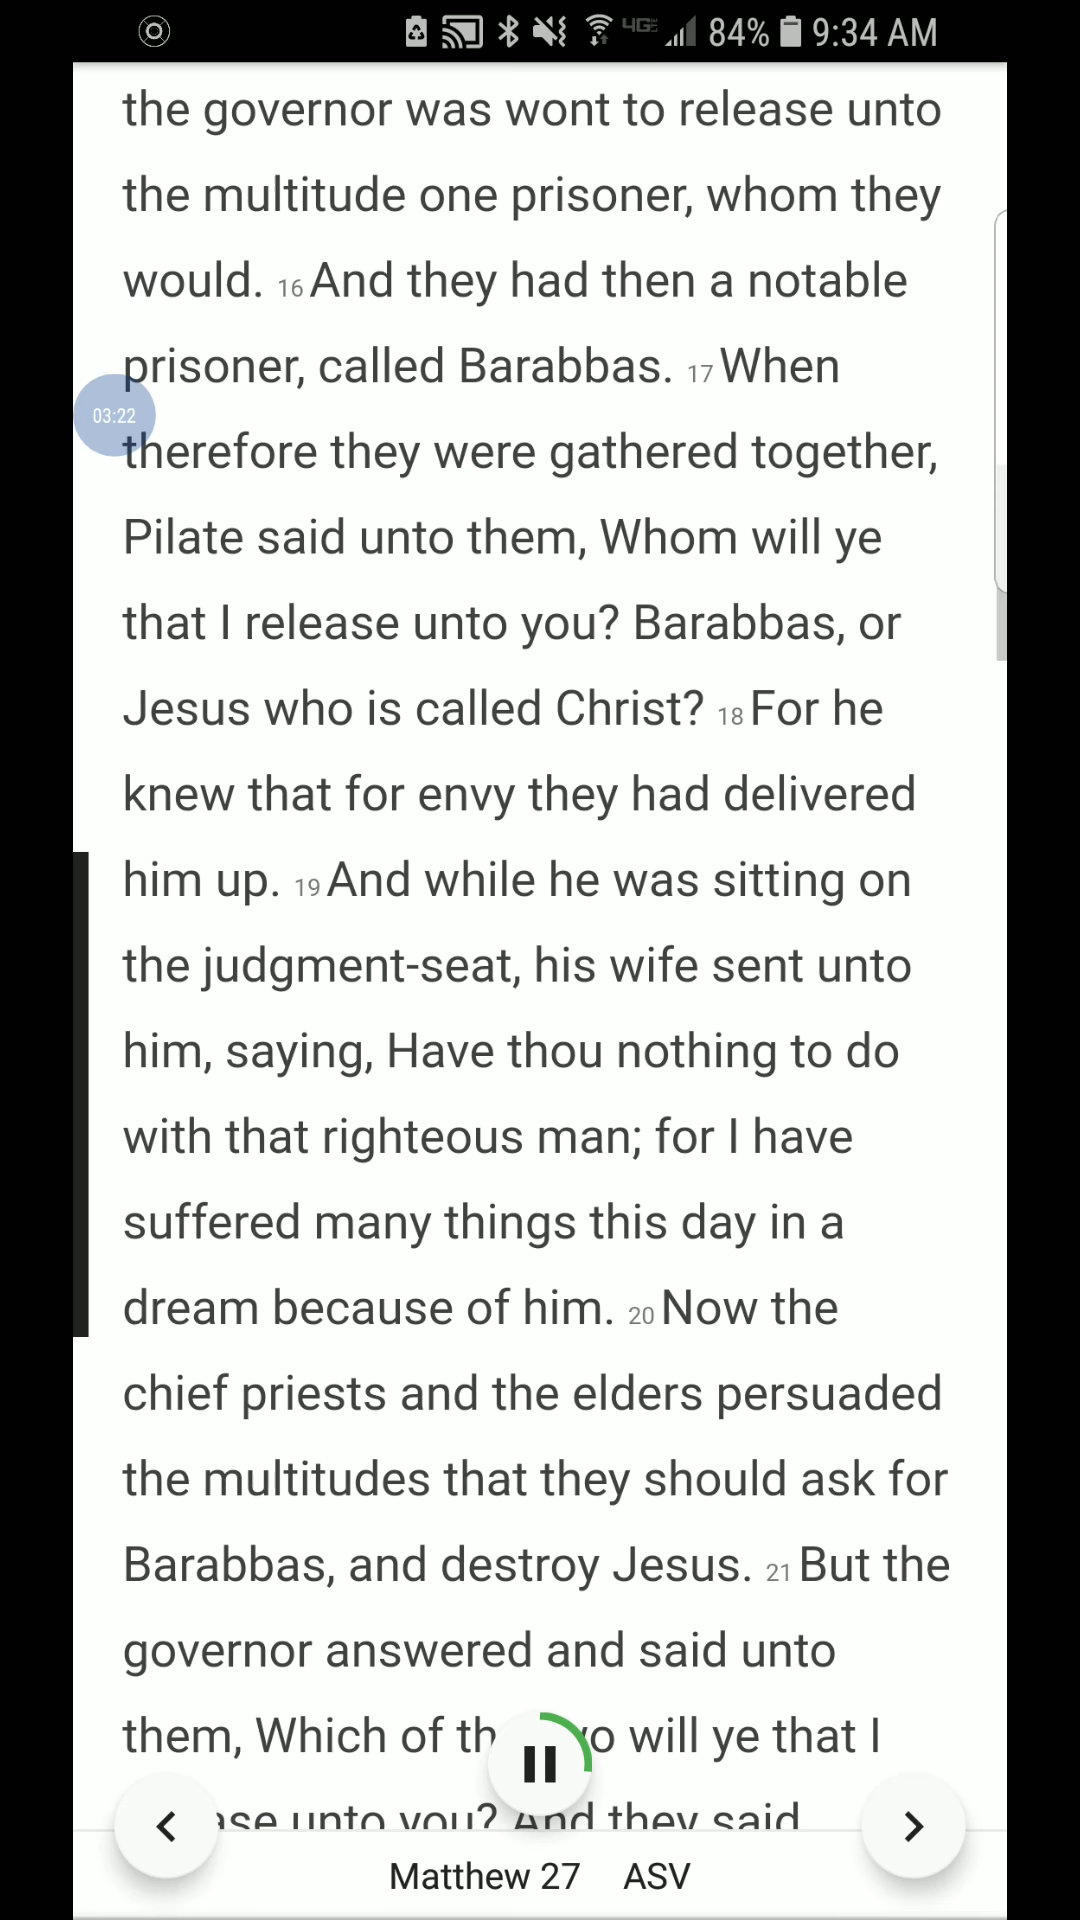 84% 9:34 AM
the governor was wont to release unto
the multitude one prisoner, whom they
would. 16 And they had then a notable
prisoner, called Barabbas. 17 When
03:22
therefore they were gathered together,
Pilate said unto them, Whom will ye
that I release unto you? Barabbas, or
Jesus who is called Christ? 18 For he
knew that for envy they had delivered
him up. 19 And while he was sitting on
the judgment-seat, his wife sent unto
him, saying, Have thou nothing to do
with that righteous man; for I have
suffered many things this day in a
dream because of him. 20 Now the
chief priests and the elders persuaded
the multitudes that they should ask for
Barabbas, and destroy Jesus. 21 But the
governor answered and said unto
them, Which of th will ye that I
unto you? And they said
Matthew 27 ASV